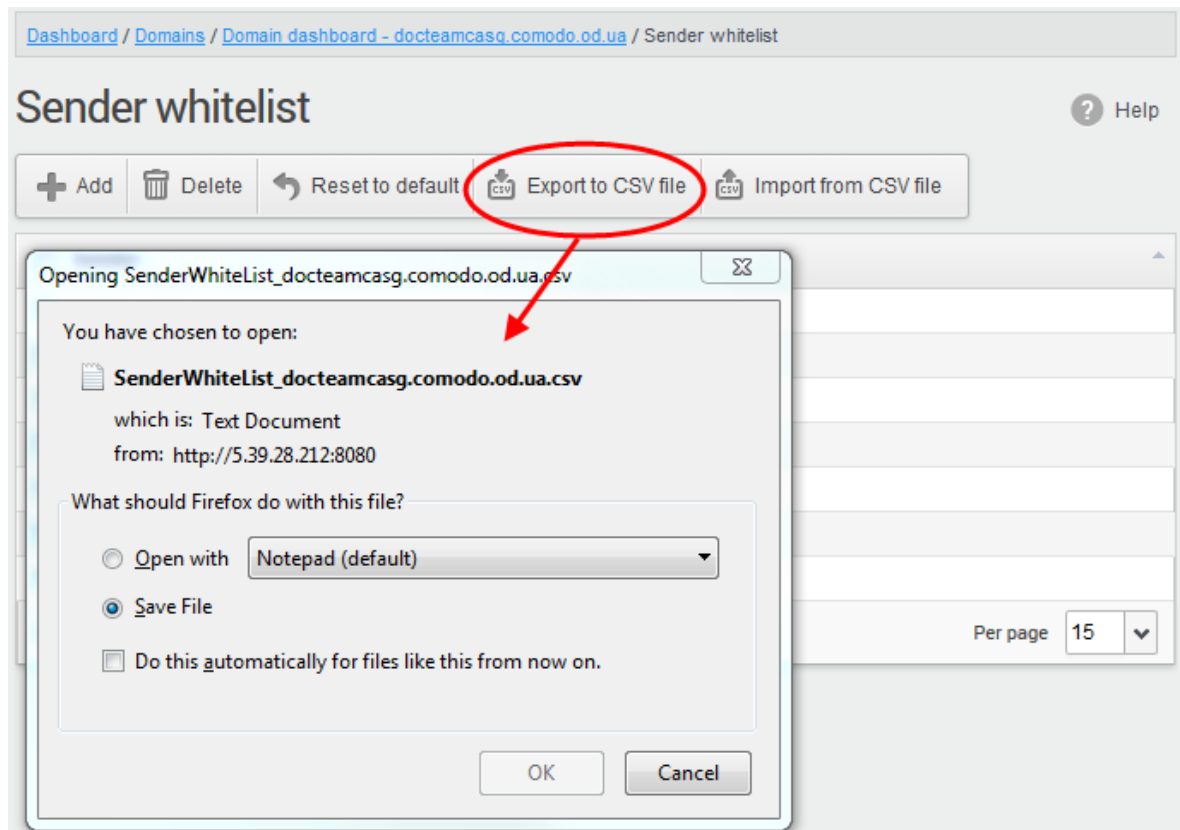 Dashboard / Domains / Domain dashboard - docteamcasg.comodo.od.ua / Sender whitelist
Sender whitelist
? Help
Add Delete Reset to default CSV Export to CSV file CSV Import from CSV file
Opening SenderWhiteList_docteamcasg.comodo.od.ua.csv
You have chosen to open:
SenderWhiteList_docteamcasg.comodo.od.ua.csv
which is: Text Document
from: http://5.39.28.212:8080
What should Firefox do with this file?
Open with Notepad (default)
Save File
Per page 15
Do this automatically for files like this from now on.
OK Cancel